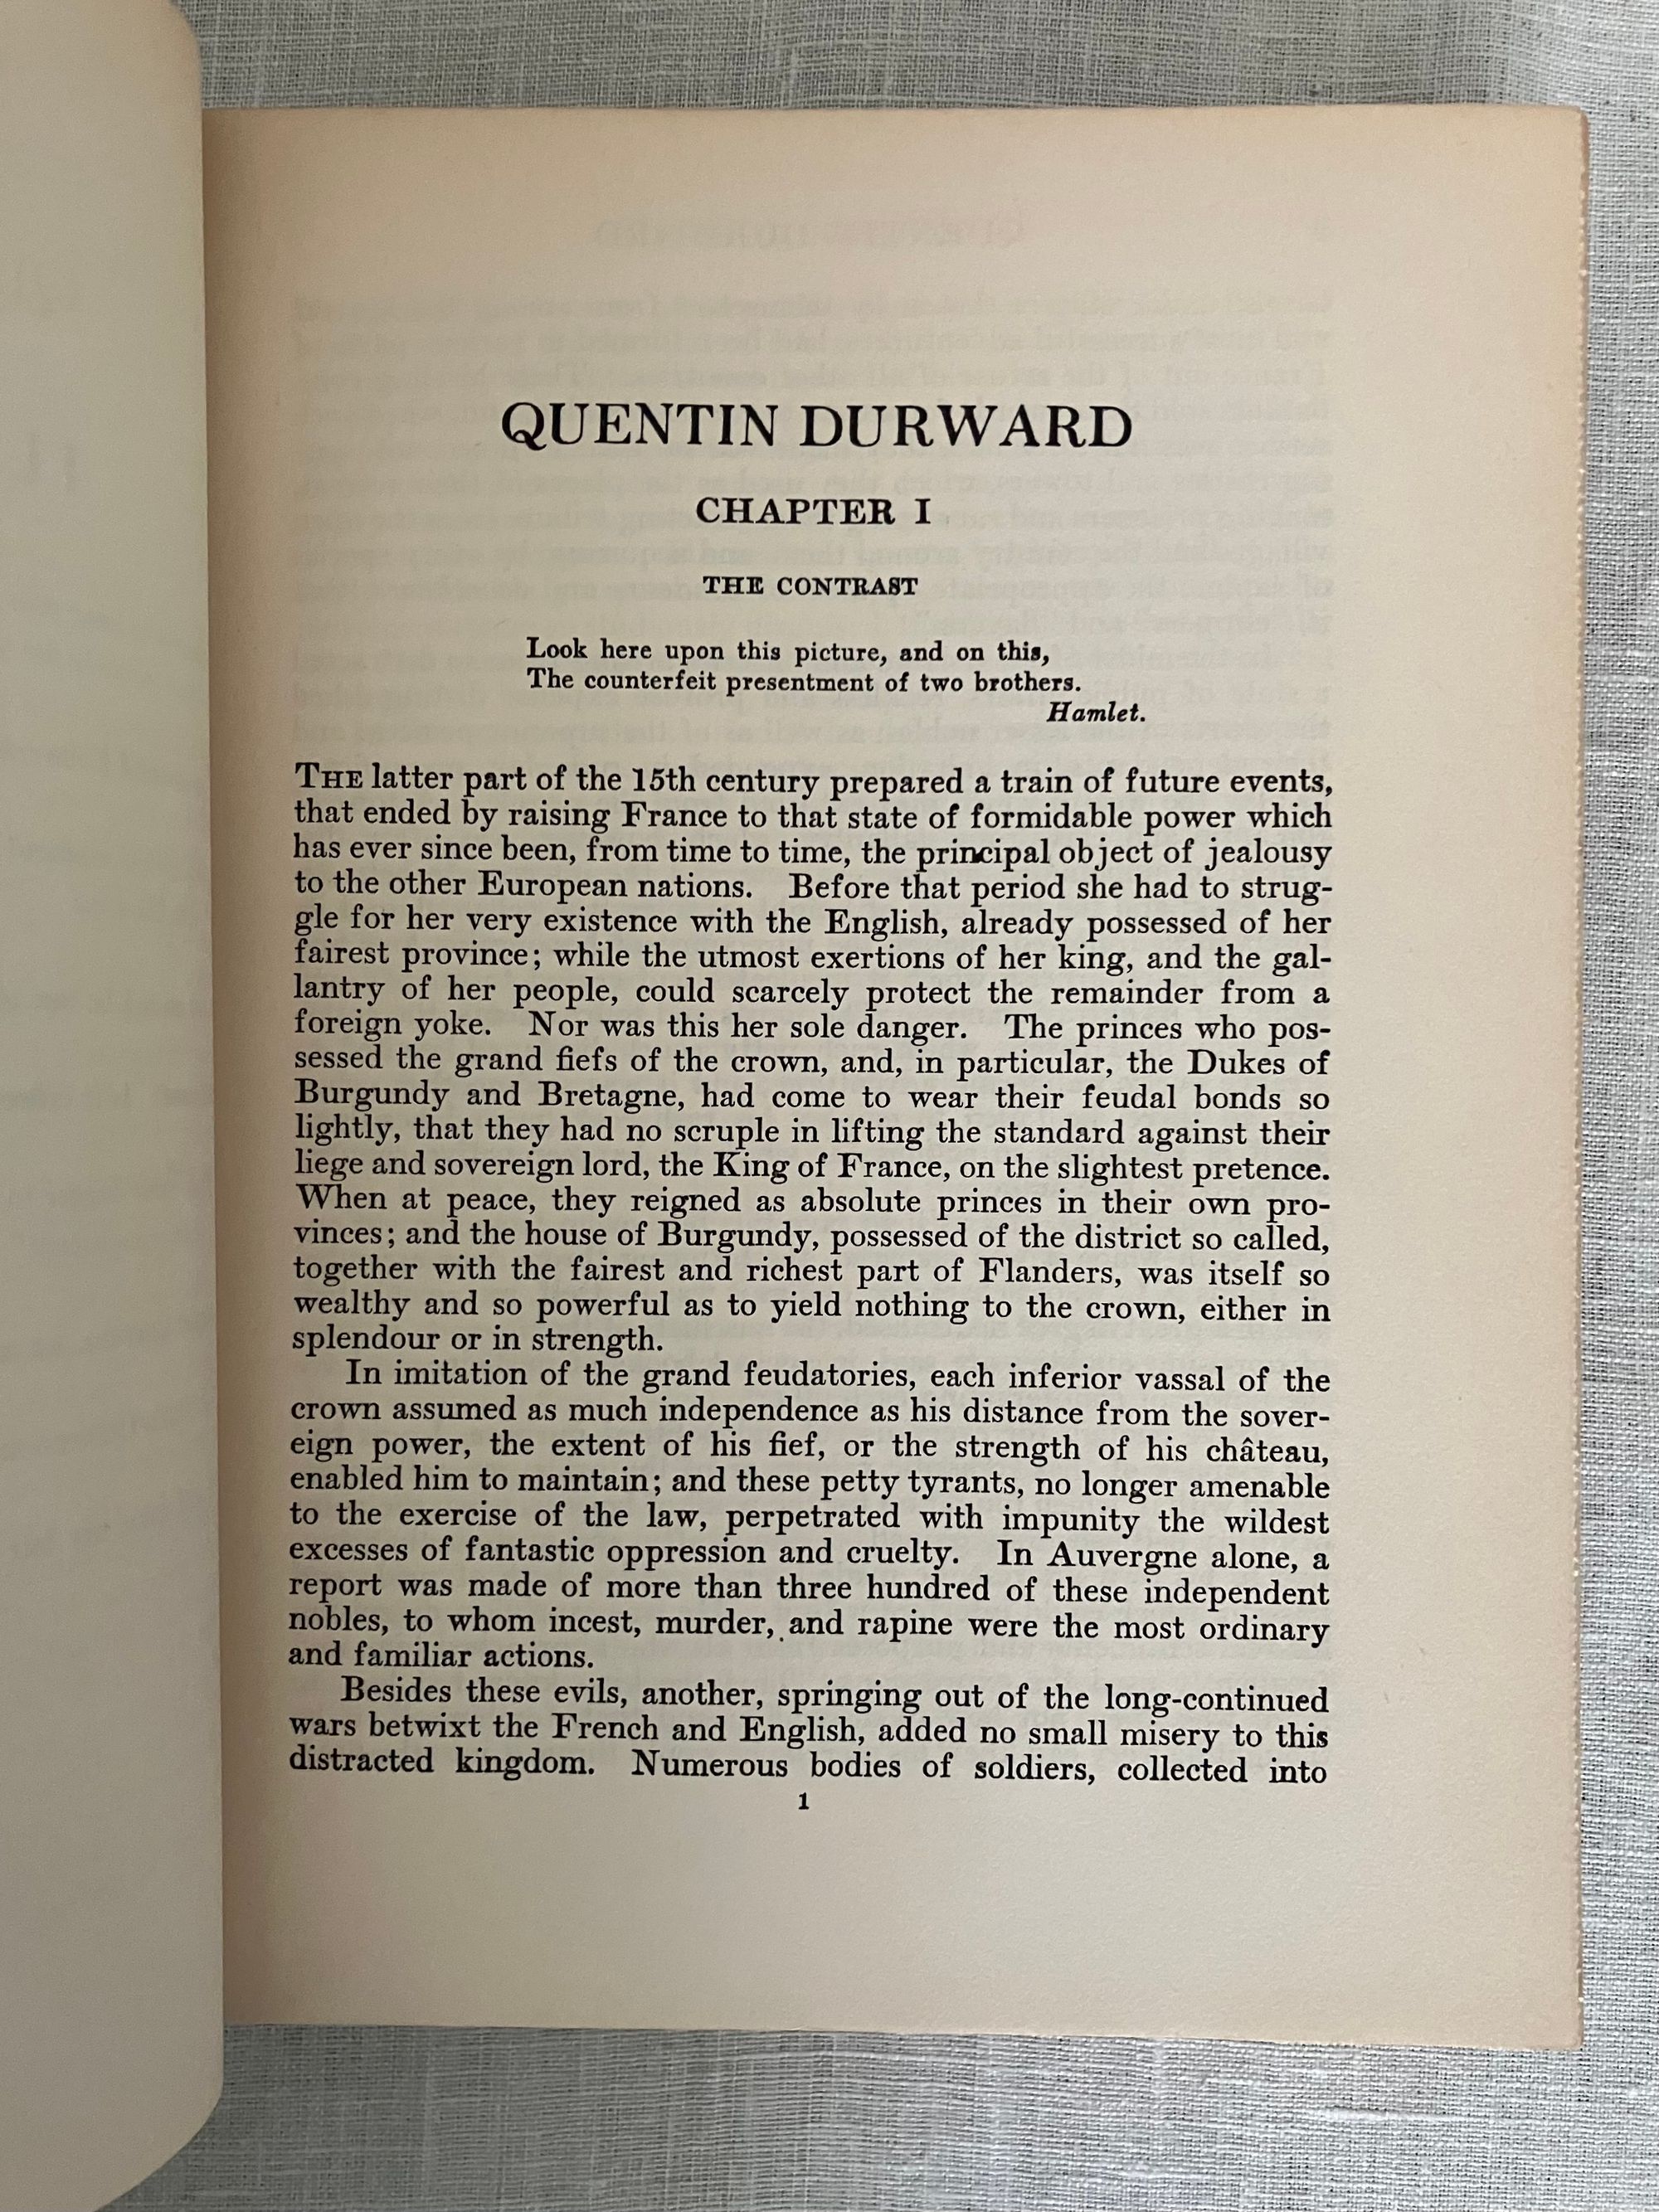 QUENTIN DURWARD
CHAPTER I
THE CONTRAST
Look here upon this picture, and on this,
The counterfeit presentment of two brothers.
Hamlet.
THE latter part of the 15th century prepared a train of future events,
that ended by raising France to that state of formidable power which
has ever since been, from time to time, the principal object of jealousy
to the other European nations. Before that period she had to strug-
gle for her very existence with the English, already possessed of her
fairest province; while the utmost exertions of her king, and the gal-
lantry of her people, could scarcely protect the remainder from a
foreign yoke. Nor was this her sole danger. The princes who pos-
sessed the grand fiefs of the crown, and, in particular, the Dukes of
Burgundy and Bretagne, had come to wear their feudal bonds so
lightly, that they had no scruple in lifting the standard against their
liege and sovereign lord, the King of France, on the slightest pretence.
When at peace, they reigned as absolute princes in their own pro-
vinces; and the house of Burgundy, possessed of the district so called,
together with the fairest and richest part of Flanders, was itself so
wealthy and so powerful as to yield nothing to the crown, either in
splendour or in strength.
In imitation of the grand feudatories, each inferior vassal of the
crown assumed as much independence as his distance from the sover-
eign power, the extent of his fief, or the strength of his château,
enabled him to maintain; and these petty tyrants, no longer amenable
to the exercise of the law, perpetrated with impunity the wildest
excesses of fantastic oppression and cruelty. In Auvergne alone, a
report was made of more than three hundred of these independent
nobles, to whom incest, murder, and rapine were the most ordinary
and familiar actions.
Besides these evils, another, springing out of the long-continued
wars betwixt the French and English, added no small misery to this
distracted kingdom. Numerous bodies of soldiers, collected into
1